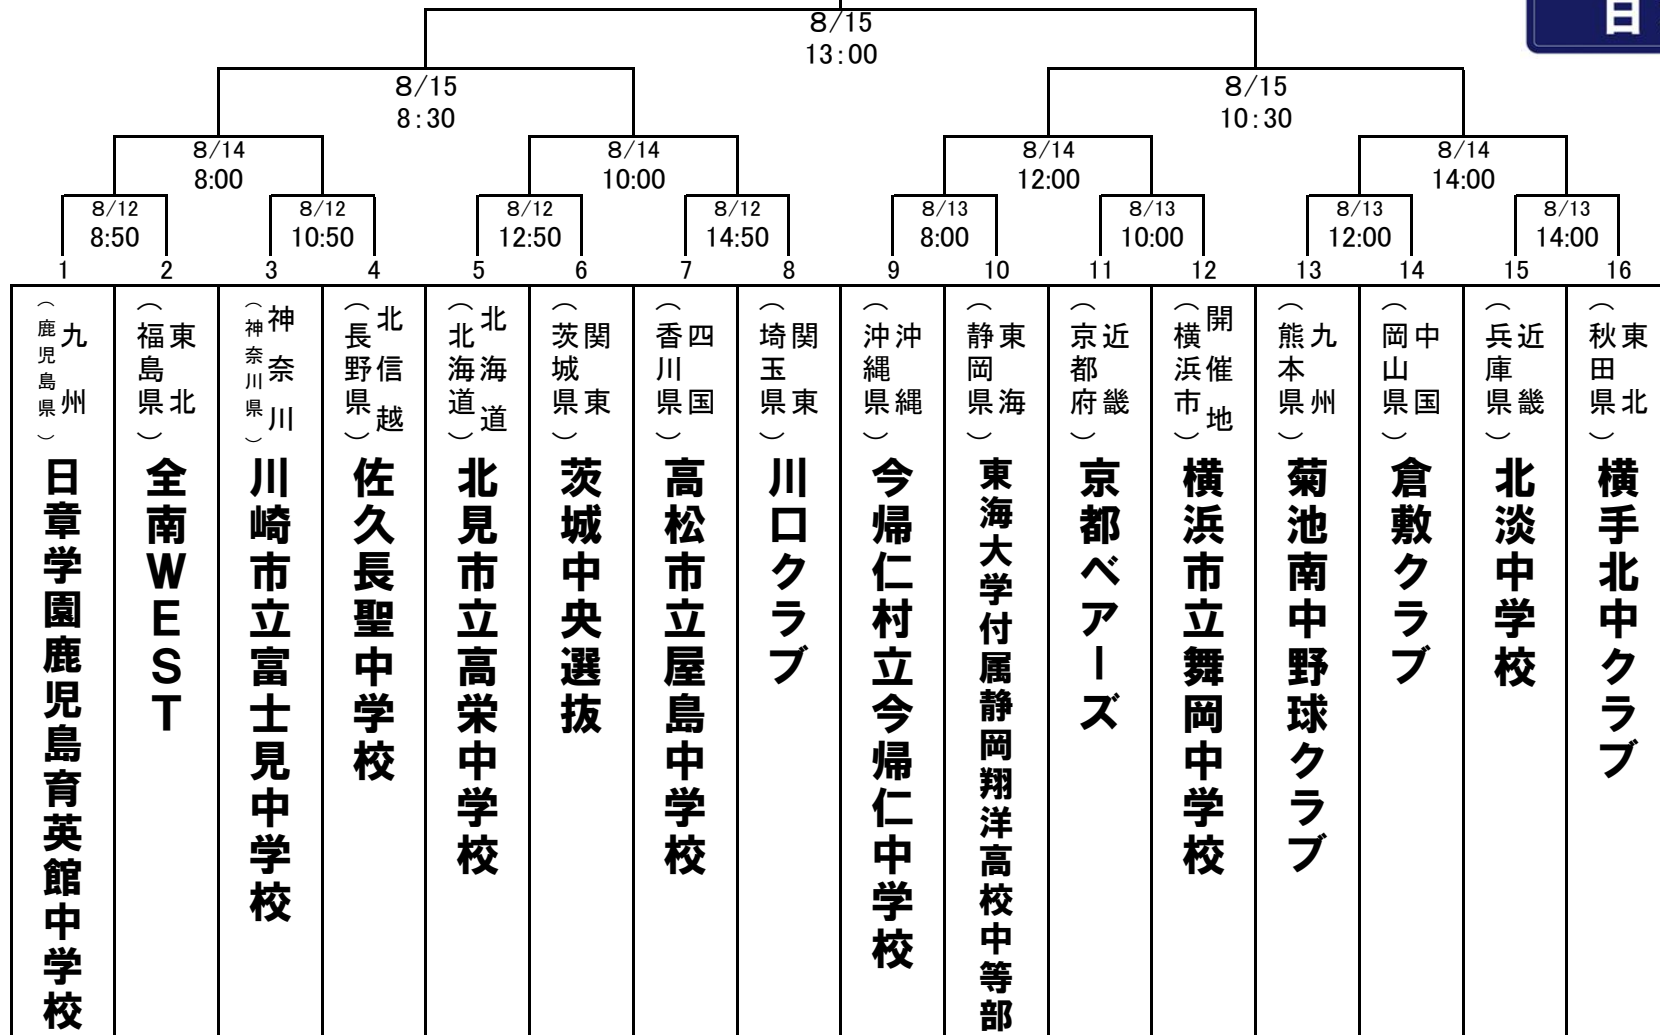 日
8/15
13:00
8/15
8:30
8/15
10:30
8/14
8:00
8/14
10:00
8/14
12:00
8/14
14:00
8/12
8:50
8/12
10:50
8/12
12:50
8/12
14:50
8/13
8:00
8/13
10:00
8/13
12:00
8/13
14:00
1
2
3
4
5
6
7
8
9
10
11
12
13
14
15
16
九州
（鹿児島県）
日章学園鹿児島育英館中学校
東北
（福島県）
全南WEST
神奈川
（神奈川県）
川崎市立富士見中学校
北信越
（長野県）
佐久長聖中学校
北海道
（北海道）
北見市立高栄中学校
関東
（茨城県）
茨城中央選抜
四国
（香川県）
高松市立屋島中学校
関東
（埼玉県）
川口クラブ
沖縄
（沖縄県）
今帰仁村立今帰仁中学校
東海
（静岡県）
東海大学付属静岡翔洋高校中等部
近畿
（京都府）
京都ベアーズ
開催地
（横浜市）
横浜市立舞岡中学校
九州
（熊本県）
菊池南中野球クラブ
中国
（岡山県）
倉敷クラブ
近畿
（兵庫県）
北淡中学校
東北
（秋田県）
横手北中クラブ